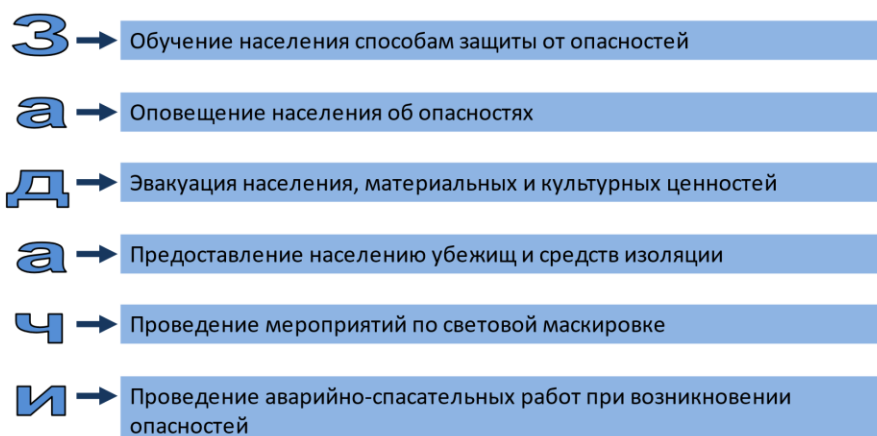 З Обучение населения способам защиты от опасностей
а Оповещение населения об опасностях
д Эвакуация населения, материальных и культурных ценностей
а Предоставление населению убежищ и средств изоляции
ч Проведение мероприятий по световой маскировке
и Проведение аварийно-спасательных работ при возникновении
опасностей